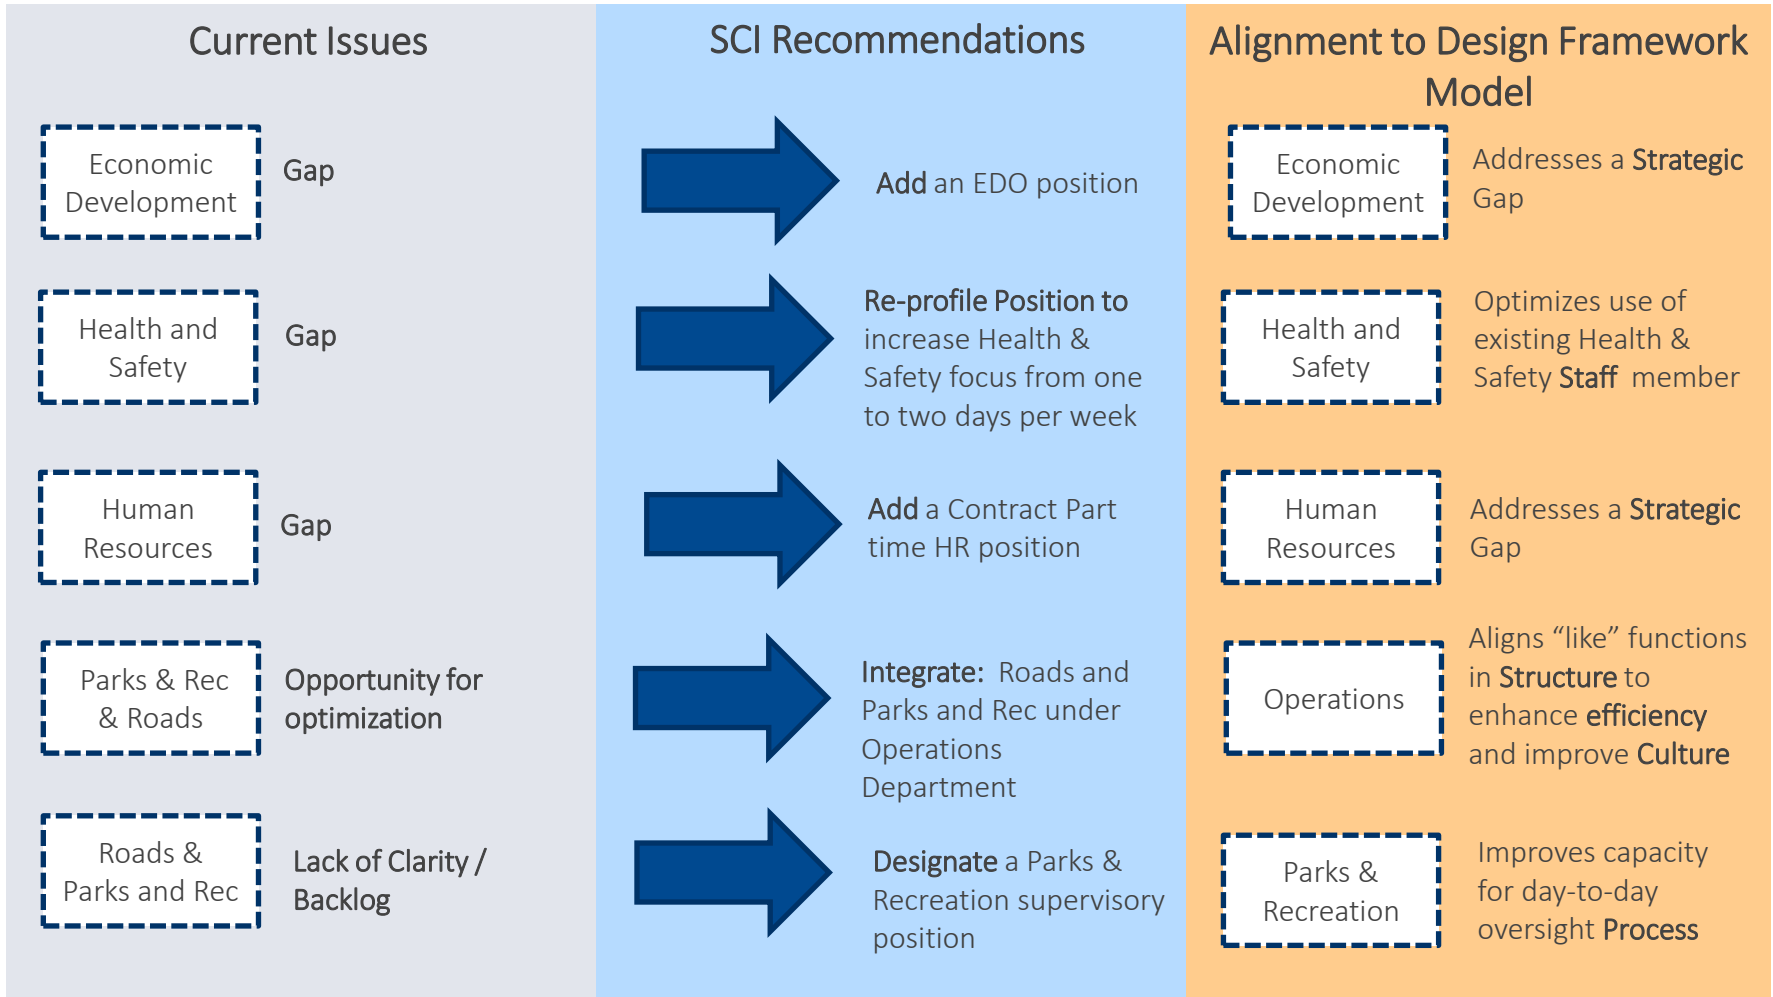 Current Issues
SCI Recommendations
Alignment to Design Framework
Model
Economic
Development
Gap
Add an EDO position
Economic
Development
Addresses a Strategic
Gap
Health and
Safety
Gap
Re-profile Position to
increase Health &
Safety focus from one
to two days per week
Health and
Safety
Optimizes use of
existing Health &
Safety Staff  member
Human
Resources
Gap
Add a Contract Part
time HR position
Human
Resources
Addresses a Strategic
Gap
Parks & Rec
& Roads
Opportunity for
optimization
Integrate:  Roads and
Parks and Rec under
Operations
Department
Operations
Aligns “like” functions
in Structure to
enhance efficiency
and improve Culture
Roads &
Parks and Rec
Lack of Clarity /
Backlog
Designate a Parks &
Recreation supervisory
position
Parks &
Recreation
Improves capacity
for day-to-day
oversight Process